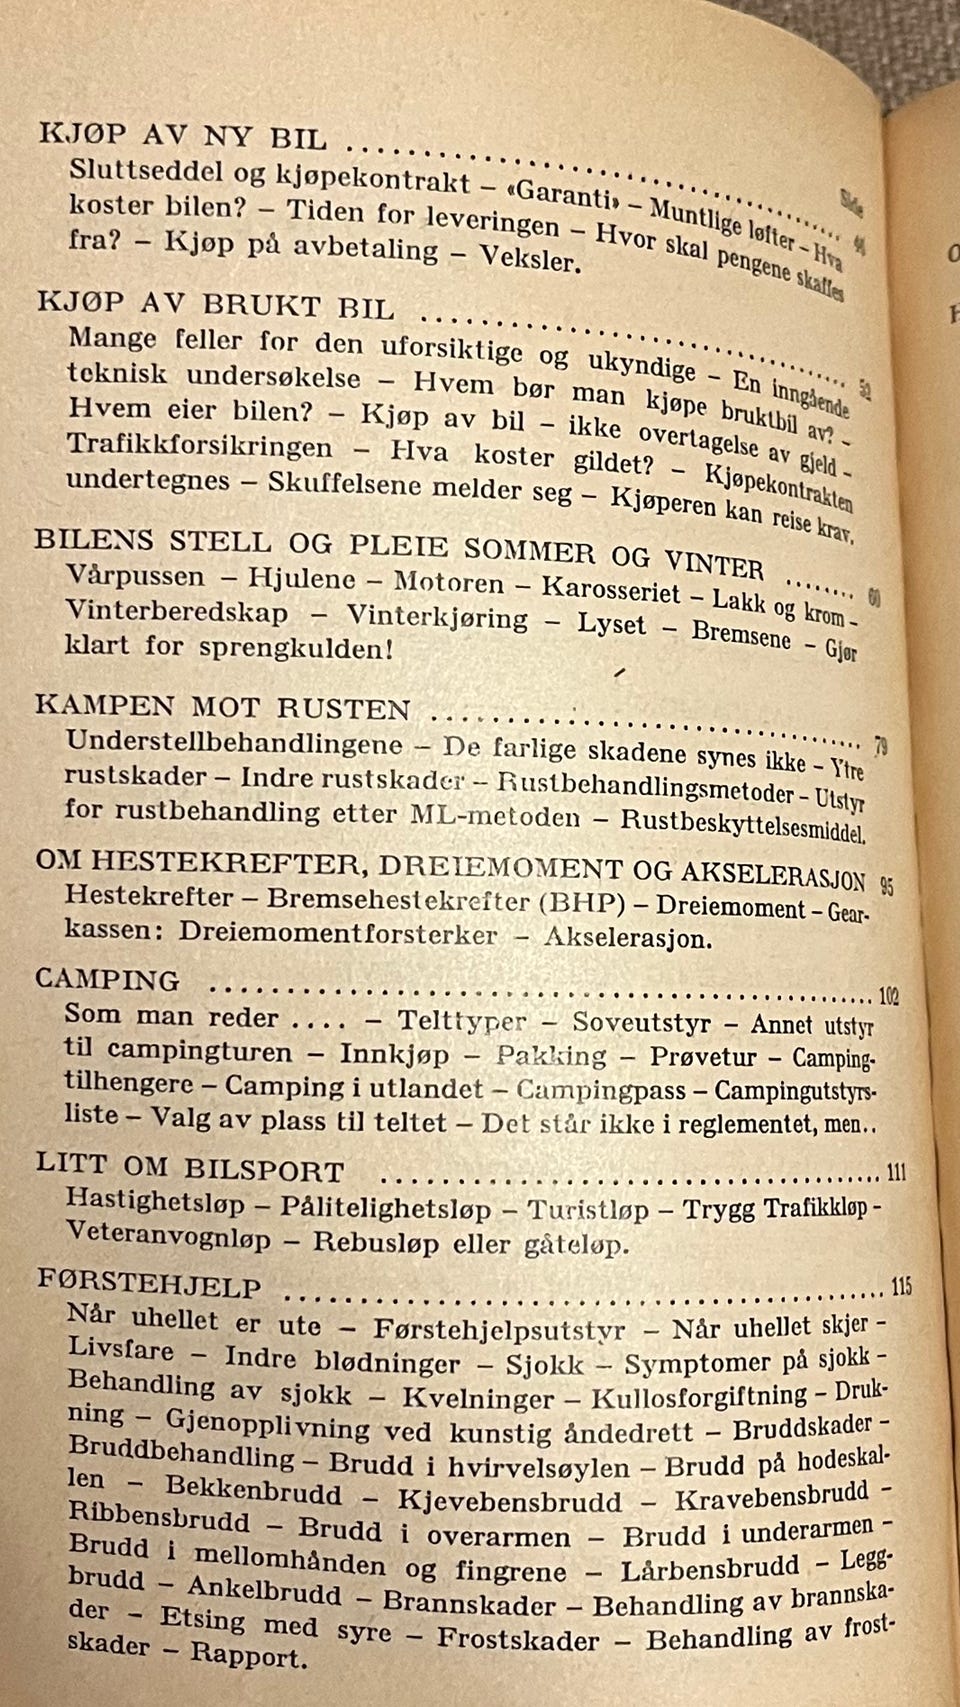 Side
KJØP AV NY BIL ........................................ 44
Sluttseddel og kjøpekontrakt – «Garanti» – Muntlige løfter – Hva
koster bilen? – Tiden for leveringen – Hvor skal pengene skaffes
fra? – Kjøp på avbetaling – Veksler.
KJØP AV BRUKT BIL ........................................ 52
Mange feller for den uforsiktige og ukyndige – En inngående
teknisk undersøkelse – Hvem bør man kjøpe bruktbil av? –
Hvem eier bilen? – Kjøp av bil – ikke overtagelse av gjeld –
Trafikkforsikringen – Hva koster gildet? – Kjøpekontrakten
undertegnes – Skuffelsene melder seg – Kjøperen kan reise krav.
BILENS STELL OG PLEIE SOMMER OG VINTER ........ 60
Vårpussen – Hjulene – Motoren – Karosseriet – Lakk og krom –
Vinterberedskap – Vinterkjøring – Lyset – Bremsene – Gjør
klart for sprengkulden!
KAMPEN MOT RUSTEN ........................................ 79
Understellbehandlingene – De farlige skadene synes ikke – Ytre
rustskader – Indre rustskader – Rustbehandlingsmetoder – Utstyr
for rustbehandling etter ML-metoden – Rustbeskyttelsesmiddel.
OM HESTEKREFTER, DREIEMOMENT OG AKSELERASJON 95
Hestekrefter – Bremsehestekrefter (BHP) – Dreiemoment – Gear-
kassen: Dreiemomentforsterker – Akselerasjon.
CAMPING ........................................ 102
Som man reder .... – Telttyper – Soveutstyr – Annet utstyr
til campingturen – Innkjøp – Pakking – Prøvetur – Camping-
tilhengere – Camping i utlandet – Campingpass – Campingutstyrs-
liste – Valg av plass til teltet – Det står ikke i reglementet, men..
LITT OM BILSPORT ........................................ 111
Hastighetsløp – Pålitelighetsløp – Turistløp – Trygg Trafikkløp –
Veteranvognløp – Rebusløp eller gåteløp.
FØRSTEHJELP ........................................ 115
Når uhellet er ute – Førstehjelpsutstyr – Når uhellet skjer –
Livsfare – Indre blødninger – Sjokk – Symptomer på sjokk –
Behandling av sjokk – Kvelninger – Kullosforgiftning – Druk-
ning – Gjenopplivning ved kunstig åndedrett – Bruddskader –
Bruddbehandling – Brudd i hvirvelsøylen – Brudd på hodeskal-
len – Bekkenbrudd – Kjevebensbrudd – Kravebensbrudd –
Ribbensbrudd – Brudd i overarmen – Brudd i underarmen –
Brudd i mellomhånden og fingrene – Lårbensbrudd – Legg-
brudd – Ankelbrudd – Brannskader – Behandling av brannska-
der – Etsing med syre – Frostskader – Behandling av frost-
skader – Rapport.